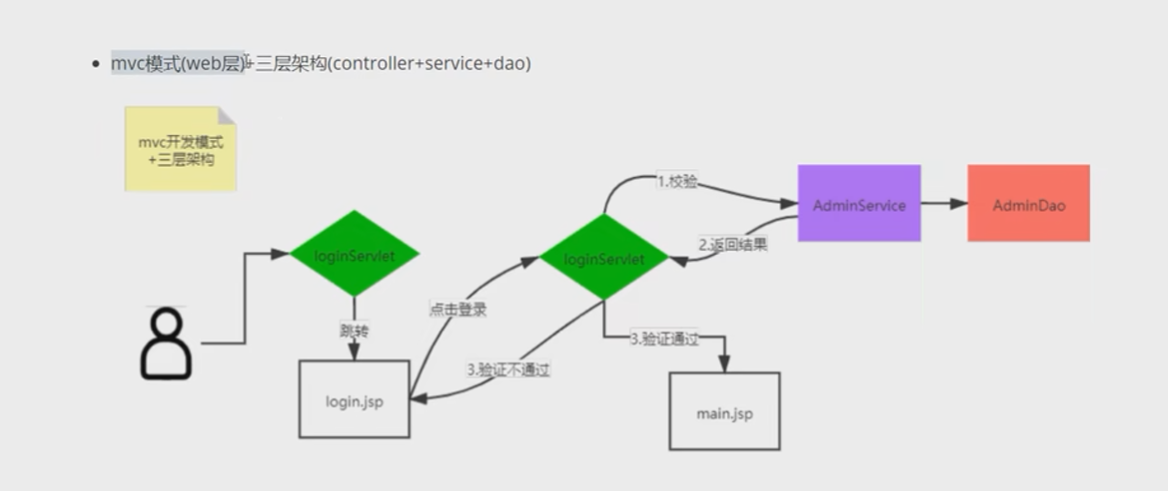 mvc模式(web层)+三层架构(controller+service+dao)
mvc开发模式
+三层架构
1.校验
AdminService
AdminDao
2.返回结果
loginServlet
loginServlet
点击登录
跳转
3.验证通过
3.验证不通过
login.jsp
main.jsp